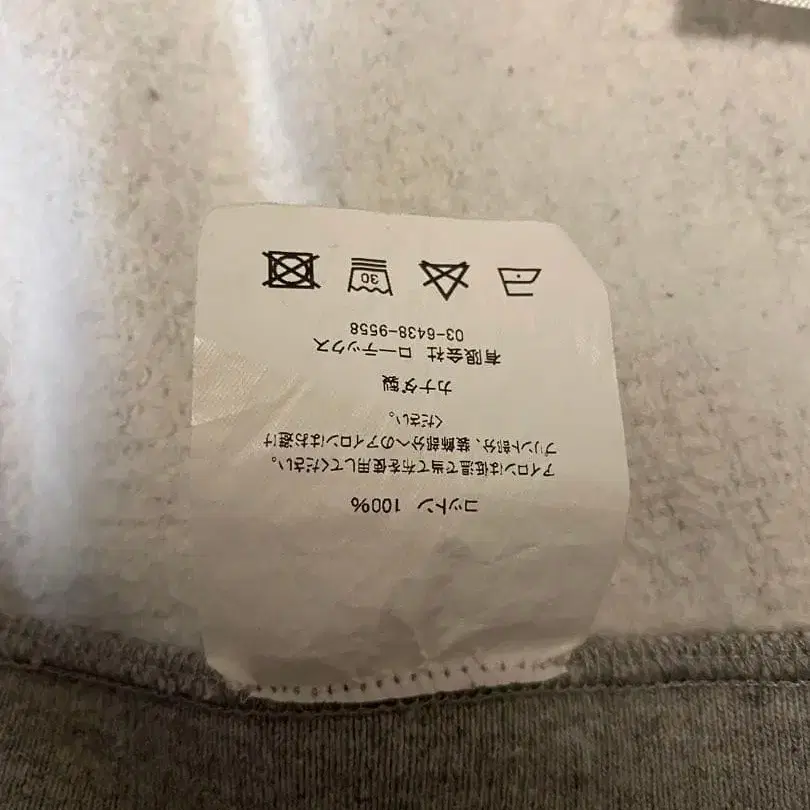 コットン 100%
アイロンは低温で当て布を使用してください。
プリント部分、装飾部分へのアイロンはお避け
ください。
カナダ製
有限会社 ローテックス
03-6438-9558
30